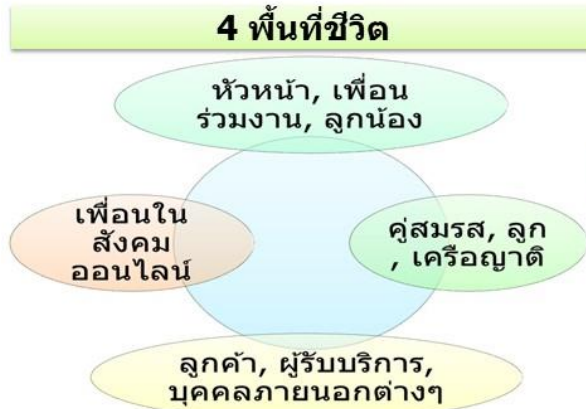 4 พื้นที่ชีวิต
หัวหน้า, เพื่อน
ร่วมงาน, ลูกน้อง
เพื่อนใน
สังคม
ออนไลน์
คู่สมรส, ลูก
, เครือญาติ
ลูกค้า, ผู้รับบริการ,
บุคคลภายนอกต่างๆ